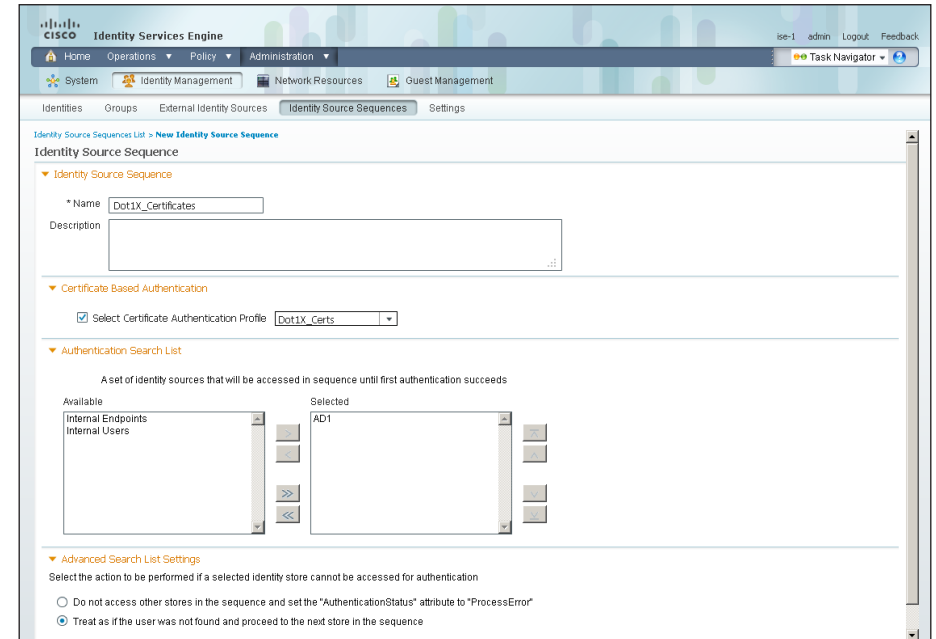 CISCO Identity Services Engine
ise-1 admin Logout Feedback
Home Operations Policy Administration
Task Navigator ?
System Identity Management Network Resources Guest Management
Identities Groups External Identity Sources Identity Source Sequences Settings
Identity Source Sequences List > New Identity Source Sequence
Identity Source Sequence
Identity Source Sequence
* Name Dot1X_Certificates
Description
Certificate Based Authentication
Select Certificate Authentication Profile Dot1X_Certs
Authentication Search List
A set of identity sources that will be accessed in sequence until first authentication succeeds
Available Selected
Internal Endpoints AD1
Internal Users
Advanced Search List Settings
Select the action to be performed if a selected identity store cannot be accessed for authentication
Do not access other stores in the sequence and set the "AuthenticationStatus" attribute to "ProcessError"
Treat as if the user was not found and proceed to the next store in the sequence